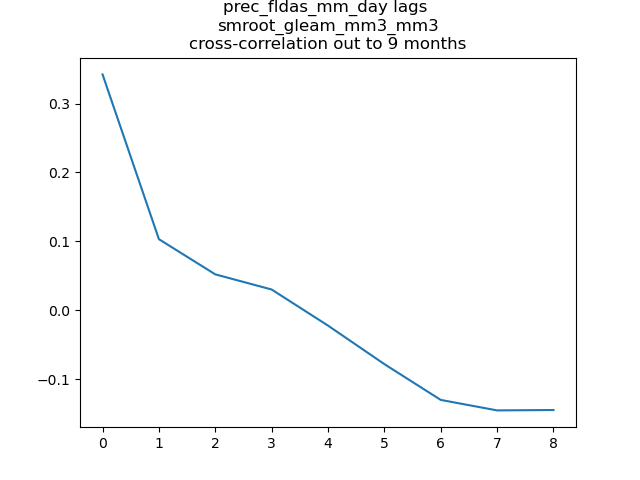 prec_fldas_mm_day lags
smroot_gleam_mm3_mm3
cross-correlation out to 9 months
0.3
0.2
0.1
0.0
−0.1
0 1 2 3 4 5 6 7 8